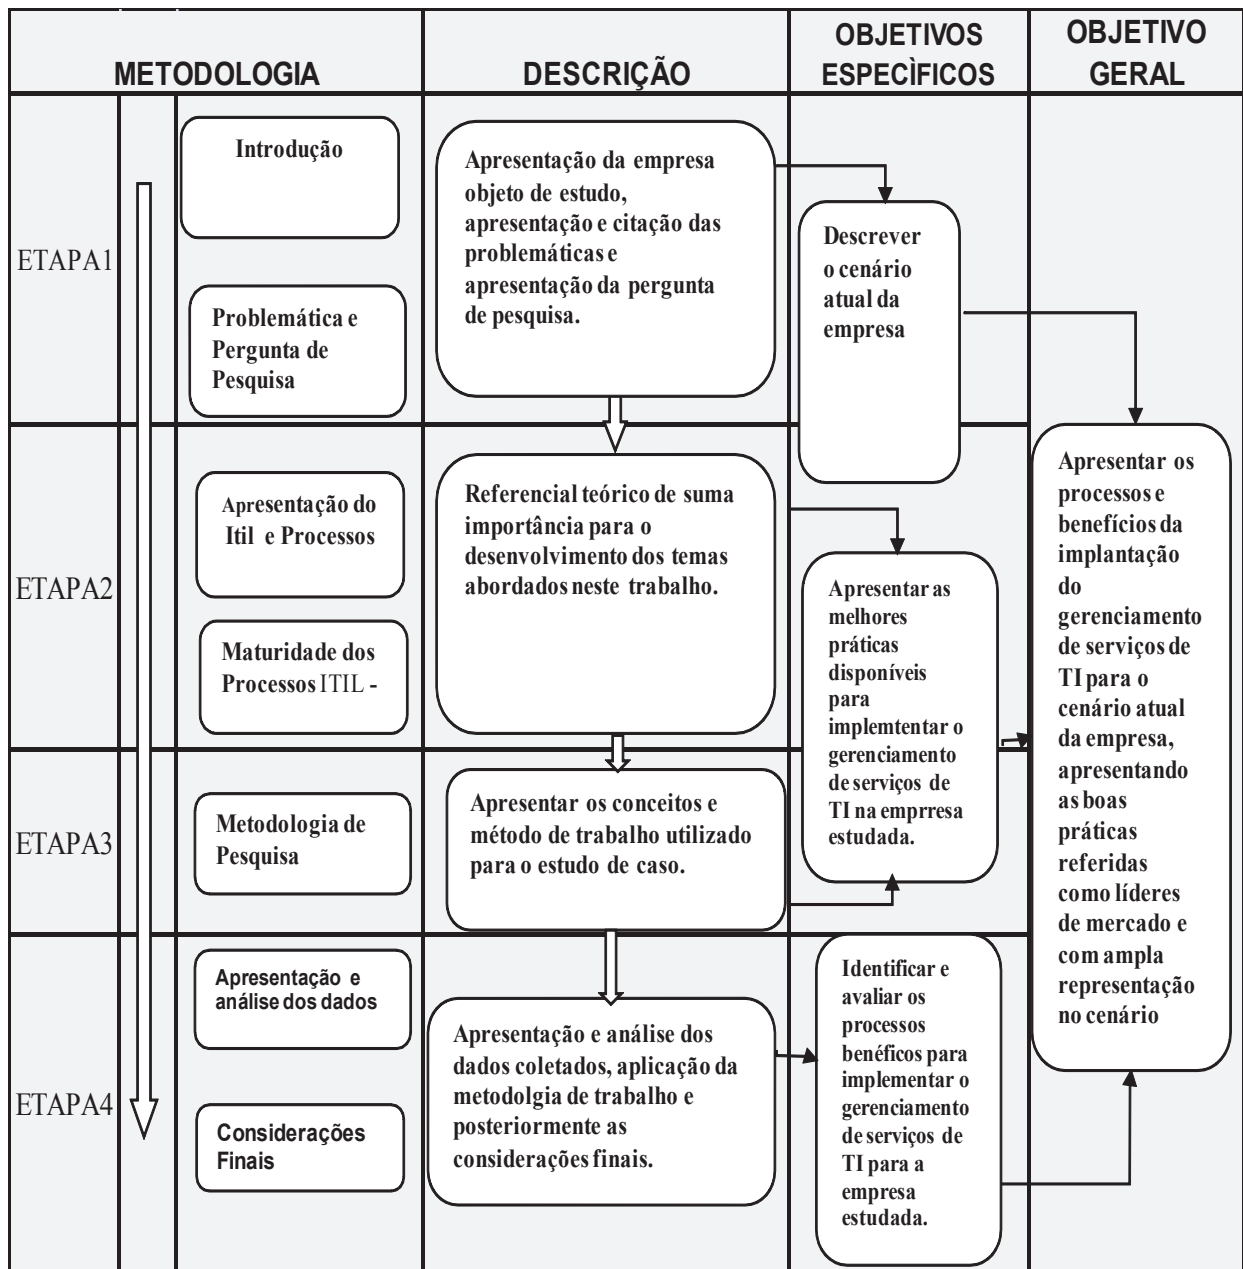 METODOLOGIA
DESCRIÇÃO
OBJETIVOS
ESPECÌFICOS
OBJETIVO
GERAL
ETAPA1
Introdução
Problemática e
Pergunta de
Pesquisa
Apresentação da empresa
objeto de estudo,
apresentação e citação das
problemáticas e
apresentação da pergunta
de pesquisa.
Descrever
o cenário
atual da
empresa
ETAPA2
Apresentação do
Itil e Processos
Maturidade dos
Processos ITIL -
Referencial teórico de suma
importância para o
desenvolvimento dos temas
abordados neste trabalho.
Apresentar as
melhores
práticas
disponíveis
para
implemtentar o
gerenciamento
de serviços de
TI na emprresa
estudada.
ETAPA3
Metodologia de
Pesquisa
Apresentar os conceitos e
método de trabalho utilizado
para o estudo de caso.
ETAPA4
Apresentação e
análise dos dados
Considerações
Finais
Apresentação e análise dos
dados coletados, aplicação da
metodolgia de trabalho e
posteriormente as
considerações finais.
Identificar e
avaliar os
processos
benéficos para
implementar o
gerenciamento
de serviços de
TI para a
empresa
estudada.
Apresentar os
processos e
benefícios da
implantação
do
gerenciamento
de serviços de
TI para o
cenário atual
da empresa,
apresentando
as boas
práticas
referidas
como líderes
de mercado e
com ampla
representação
no cenário